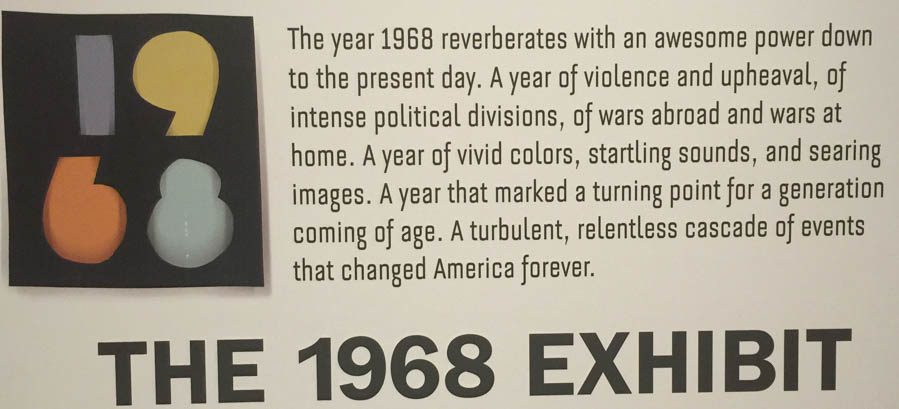 19
68
The year 1968 reverberates with an awesome power down
to the present day. A year of violence and upheaval, of
intense political divisions, of wars abroad and wars at
home. A year of vivid colors, startling sounds, and searing
images. A year that marked a turning point for a generation
coming of age. A turbulent, relentless cascade of events
that changed America forever.
THE 1968 EXHIBIT